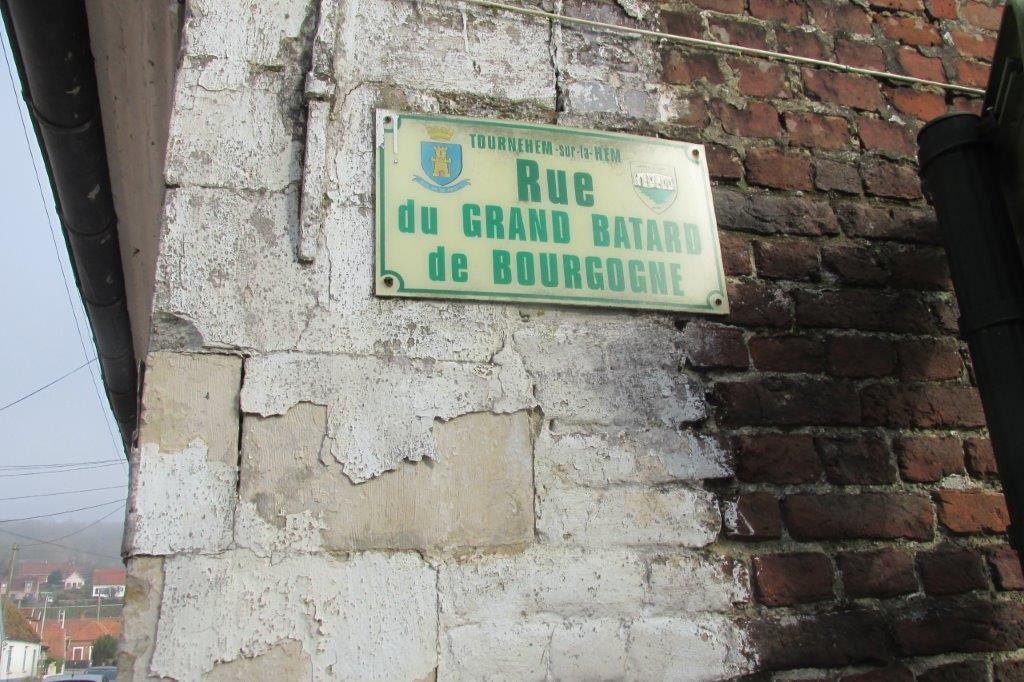 TOURNEHEM-sur-la-HEM
Rue
du GRAND BATARD
de BOURGOGNE